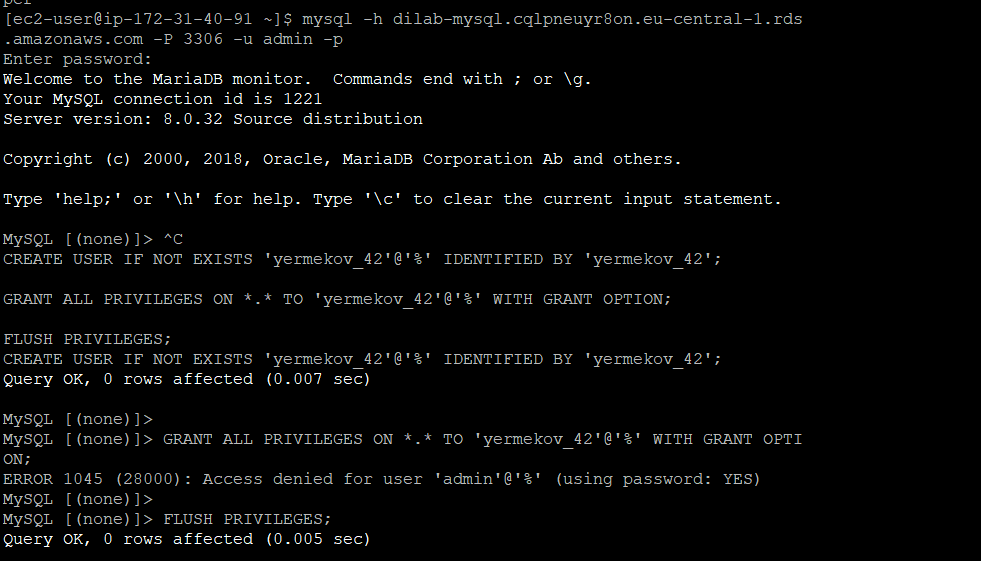 [ec2-user@ip-172-31-40-91 ~]$ mysql -h dilab-mysql.cqlpneuyr8on.eu-central-1.rds
.amazonaws.com -P 3306 -u admin -p
Enter password:
Welcome to the MariaDB monitor.  Commands end with ; or \g.
Your MySQL connection id is 1221
Server version: 8.0.32 Source distribution

Copyright (c) 2000, 2018, Oracle, MariaDB Corporation Ab and others.

Type 'help;' or '\h' for help. Type '\c' to clear the current input statement.

MySQL [(none)]> ^C
CREATE USER IF NOT EXISTS 'yermekov_42'@'%' IDENTIFIED BY 'yermekov_42';

GRANT ALL PRIVILEGES ON *.* TO 'yermekov_42'@'%' WITH GRANT OPTION;

FLUSH PRIVILEGES;
CREATE USER IF NOT EXISTS 'yermekov_42'@'%' IDENTIFIED BY 'yermekov_42';
Query OK, 0 rows affected (0.007 sec)

MySQL [(none)]>
MySQL [(none)]> GRANT ALL PRIVILEGES ON *.* TO 'yermekov_42'@'%' WITH GRANT OPTI
ON;
ERROR 1045 (28000): Access denied for user 'admin'@'%' (using password: YES)
MySQL [(none)]>
MySQL [(none)]> FLUSH PRIVILEGES;
Query OK, 0 rows affected (0.005 sec)